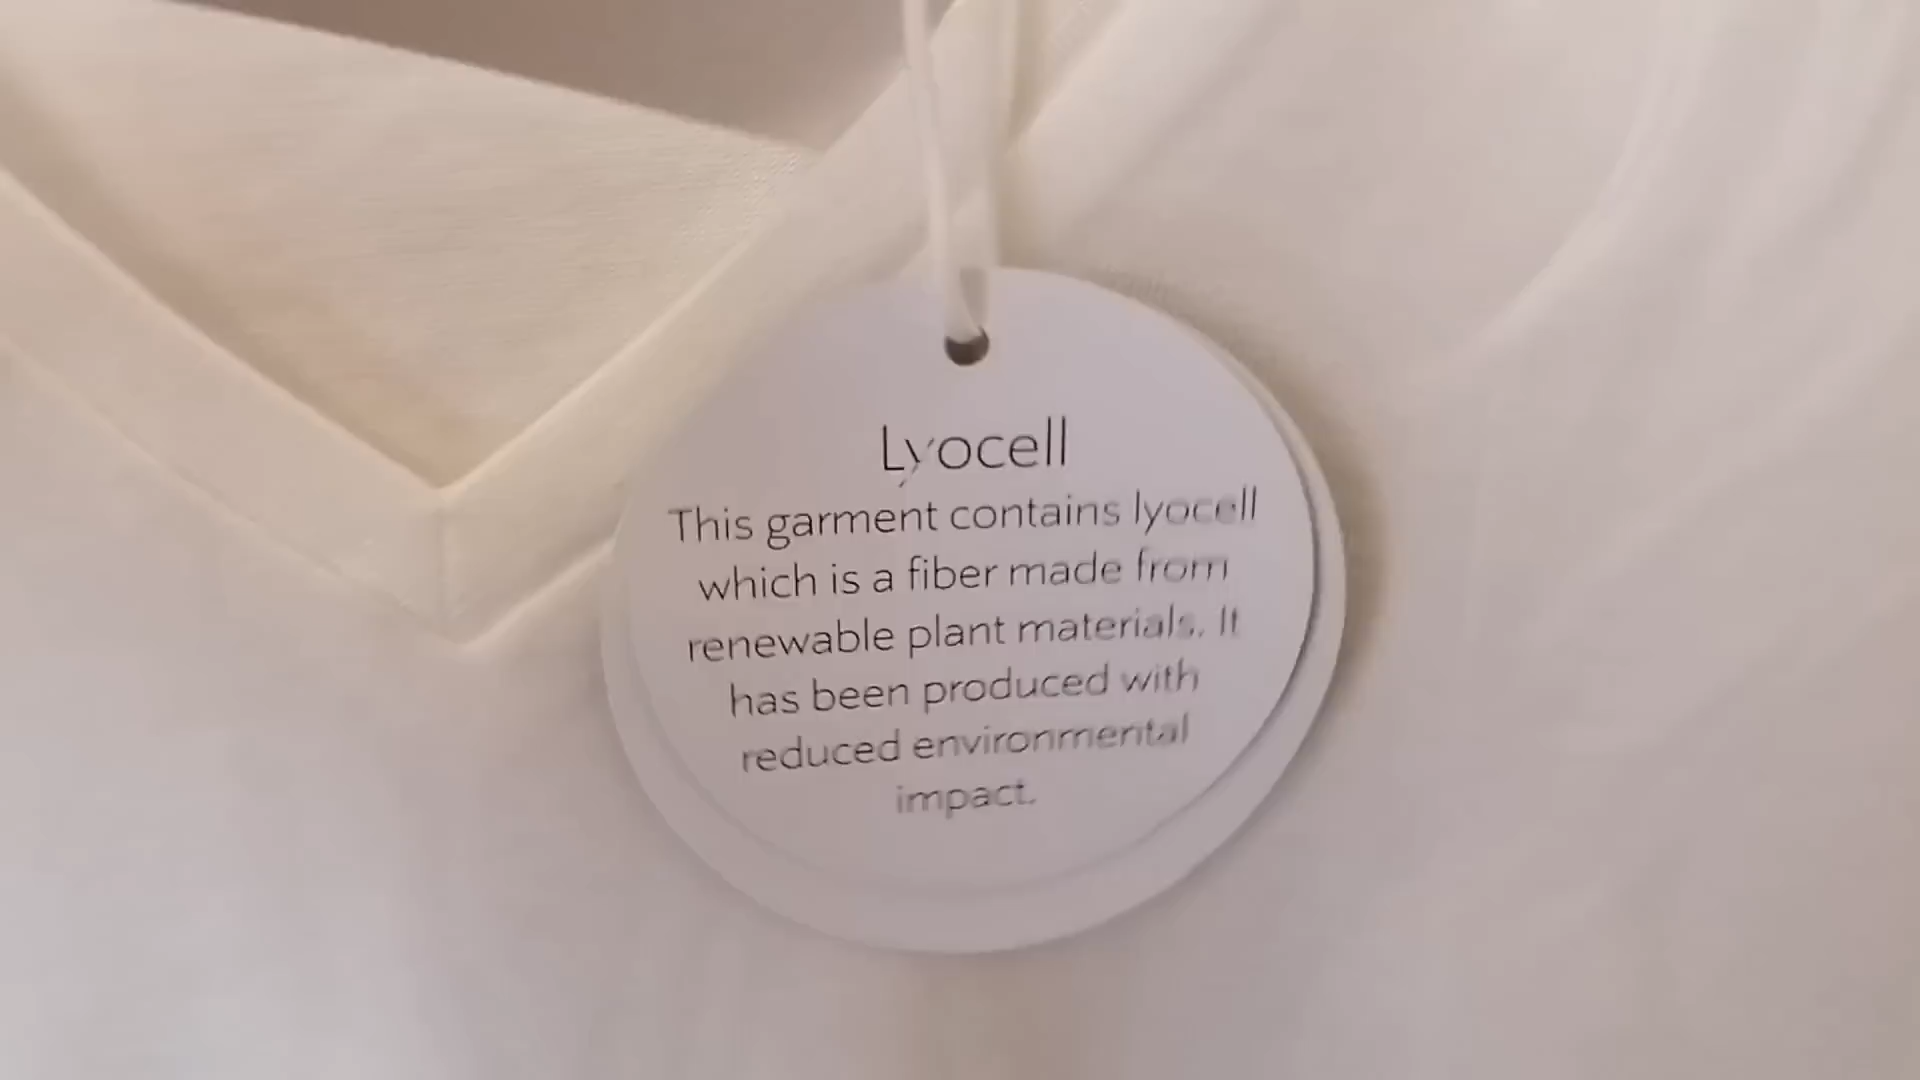 Lyocell
This garment contains lyocell
which is a fiber made from
renewable plant materials. It
has been produced with
reduced environmental
impact.